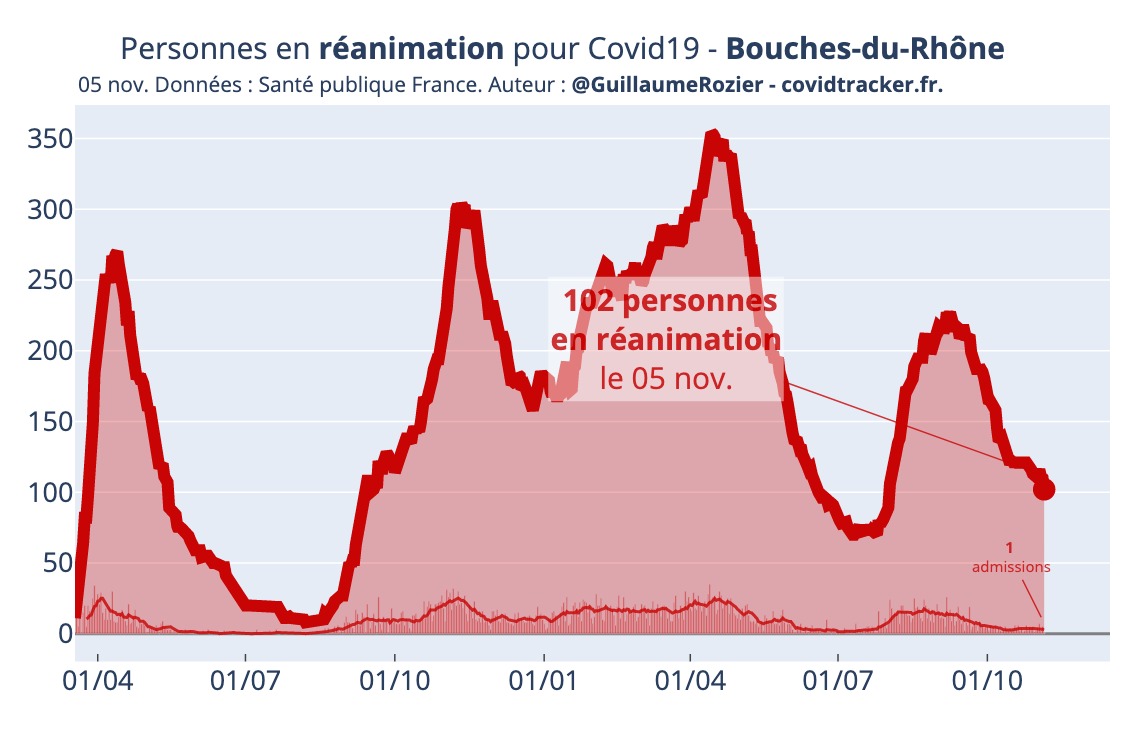 Personnes en réanimation pour Covid19 - Bouches-du-Rhône
05 nov. Données : Santé publique France. Auteur : @GuillaumeRozier - covidtracker.fr.
350
300
250
200
150
100
50
0
102 personnes
en réanimation
le 05 nov.
1
admissions
01/04 01/07 01/10 01/01 01/04 01/07 01/10